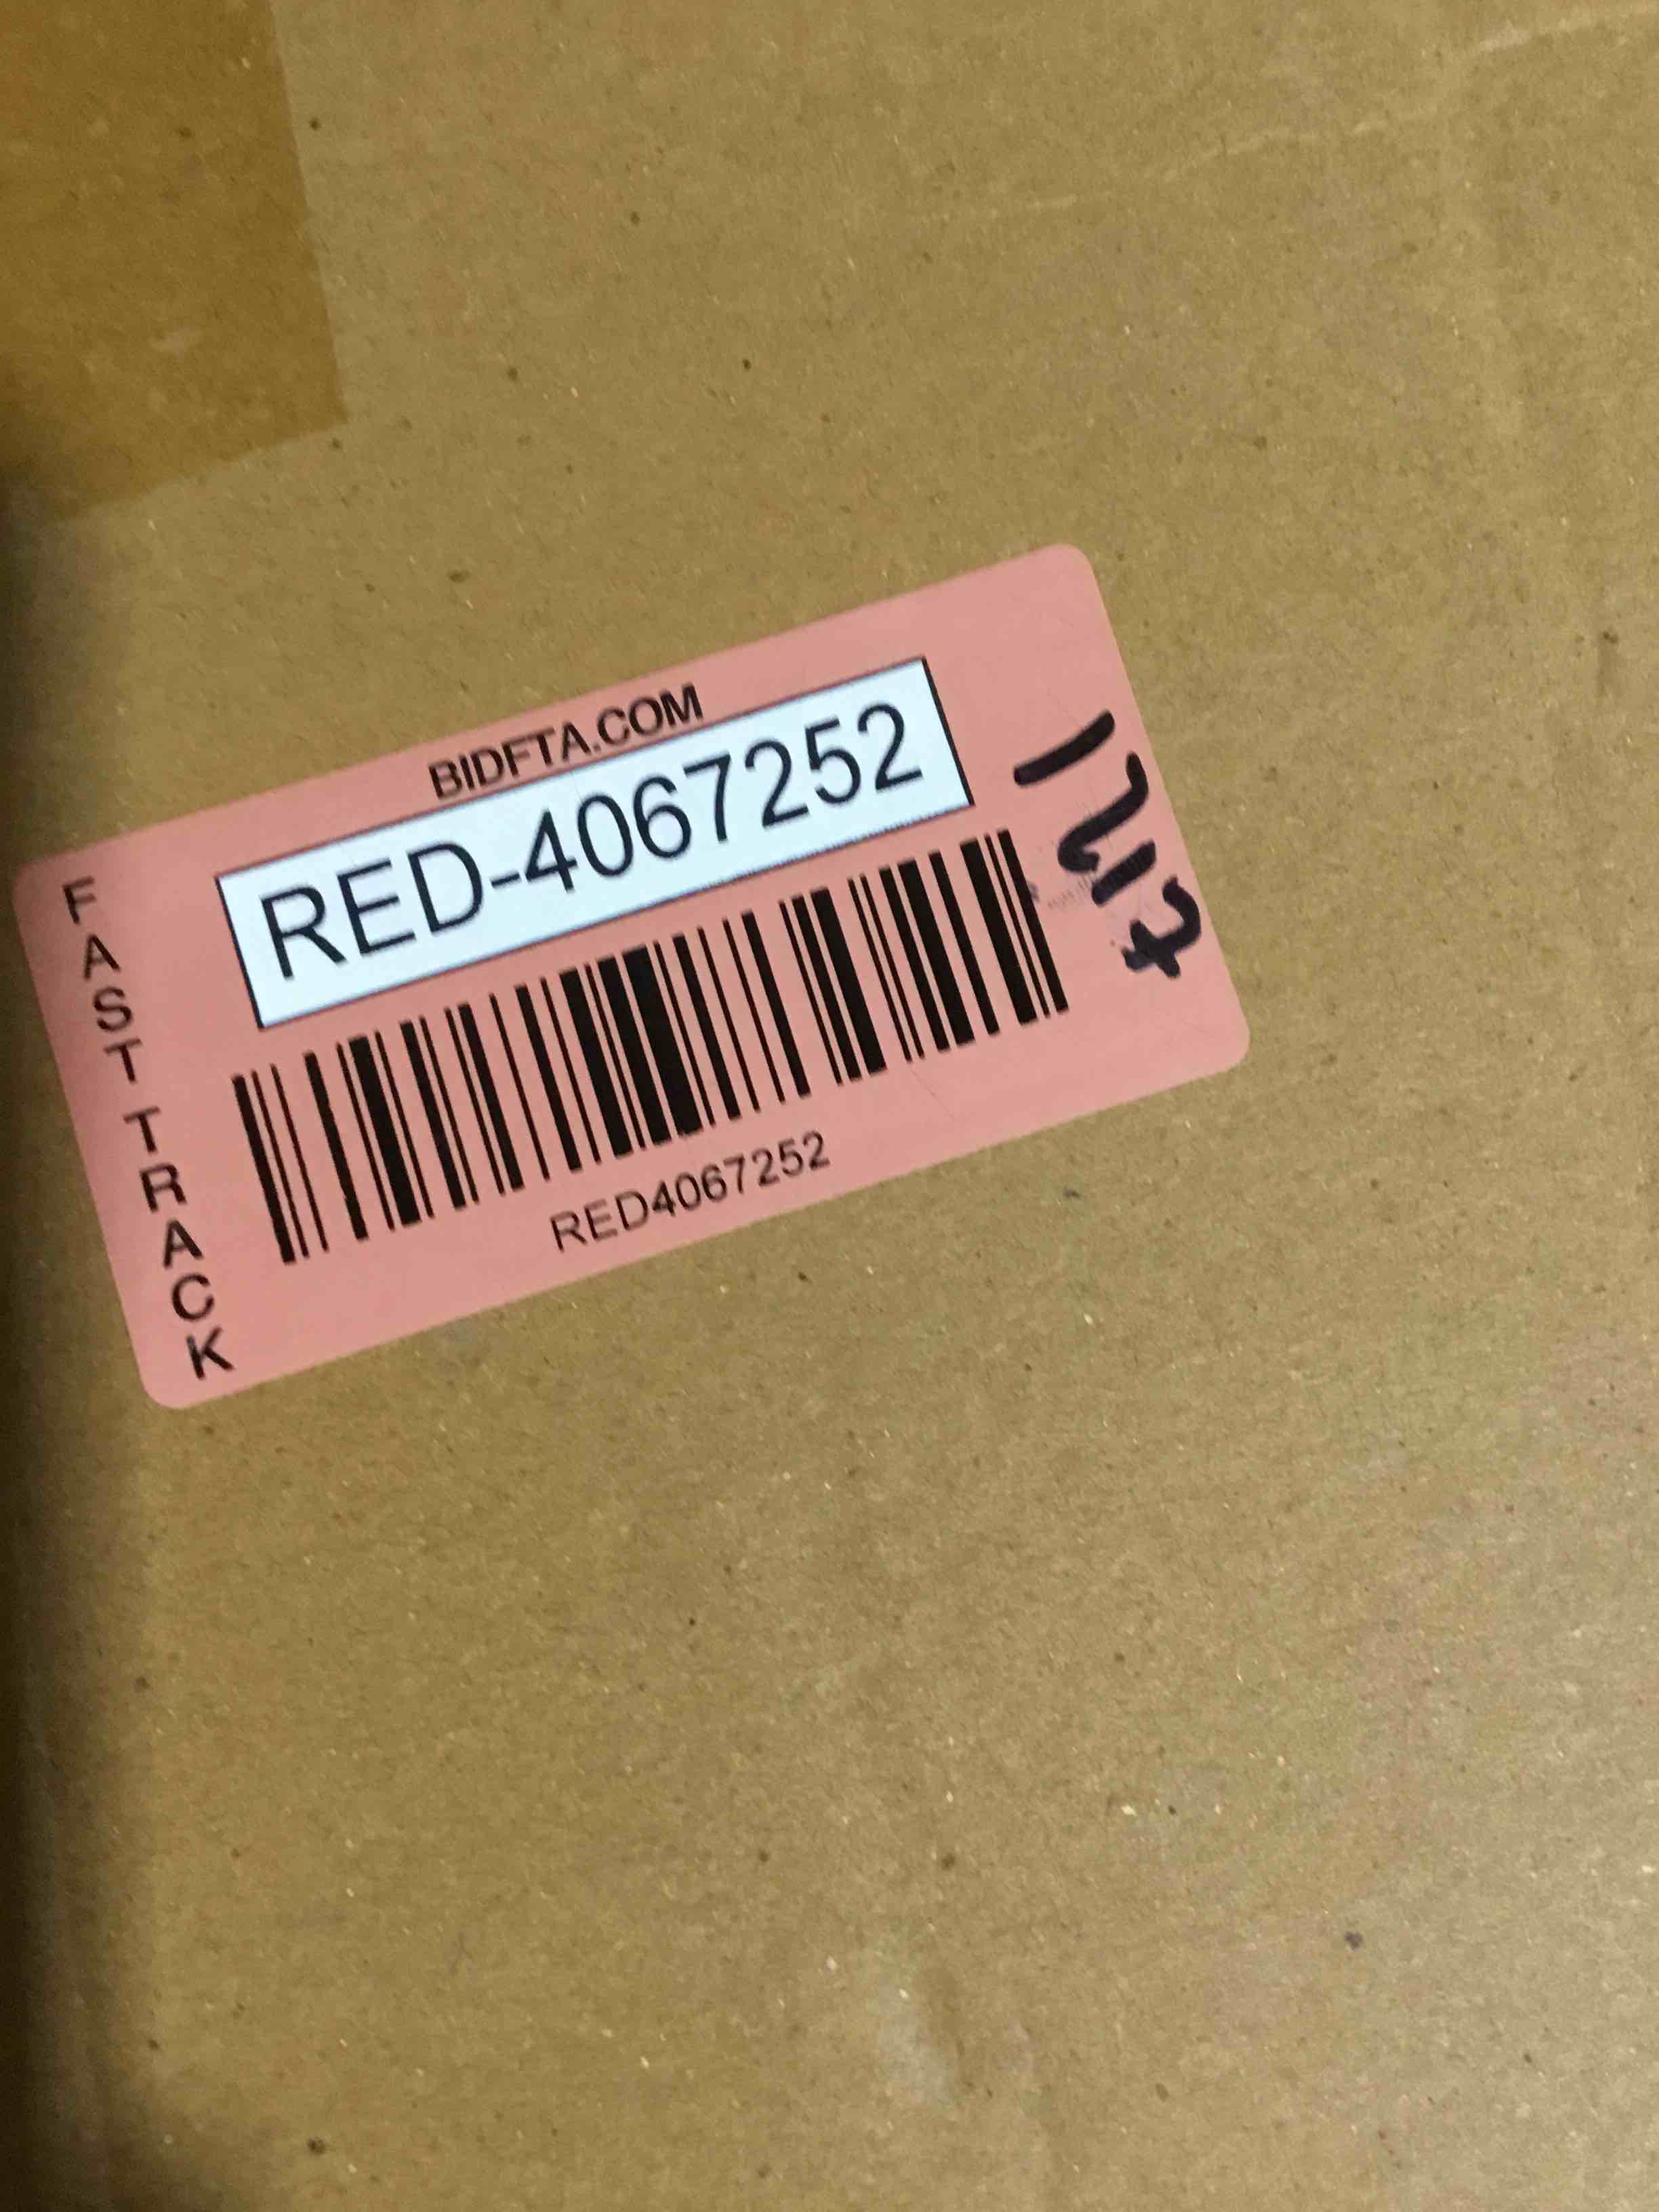 BIDFTA.COM
RED-4067252
RED4067252
FAST TRACK